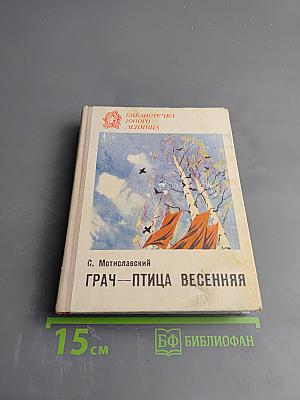 БИБЛИОТЕЧКА
ЮНОГО
ЛЕНИНЦА
С. Мстиславский
ГРАЧ—ПТИЦА ВЕСЕННЯЯ
15 см
БФ БИБЛИОФАН